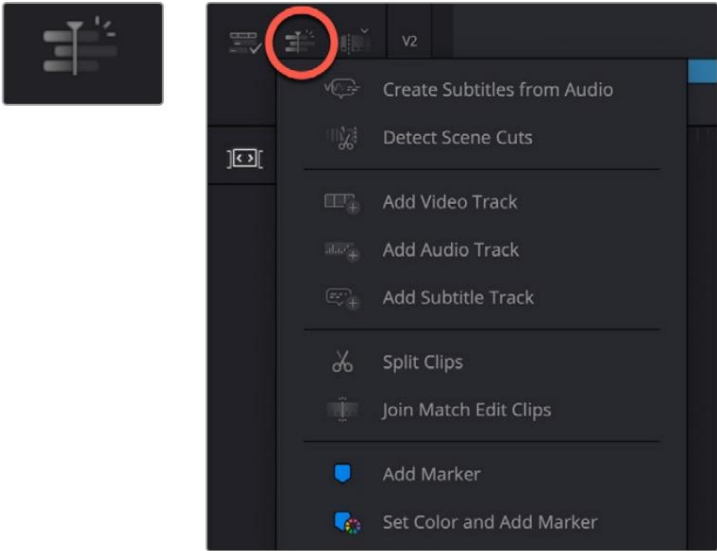 V2
Create Subtitles from Audio
Detect Scene Cuts
Add Video Track
Add Audio Track
Add Subtitle Track
Split Clips
Join Match Edit Clips
Add Marker
Set Color and Add Marker